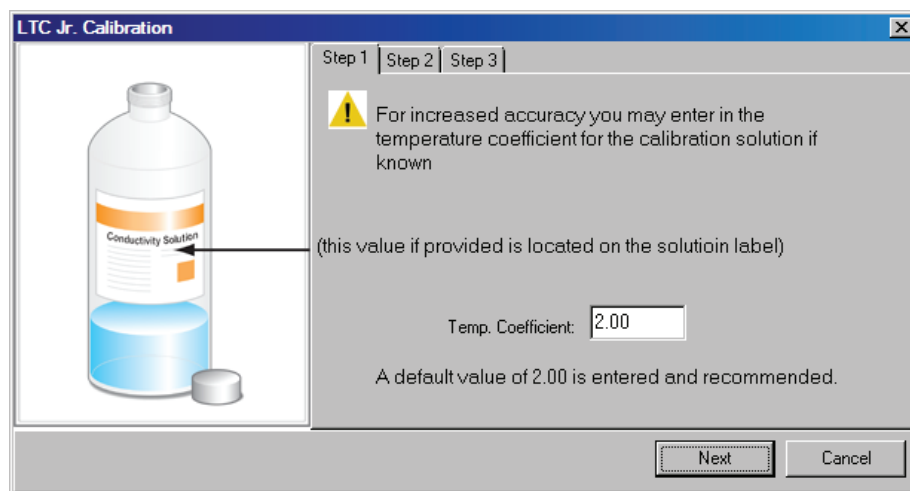 LTC Jr. Calibration
Step 1
Step 2
Step 3
For increased accuracy you may enter in the
temperature coefficient for the calibration solution if
known
Conductivity Solution
(this value if provided is located on the solutioin label)
Temp. Coefficient:
2.00
A default value of 2.00 is entered and recommended.
Next
Cancel